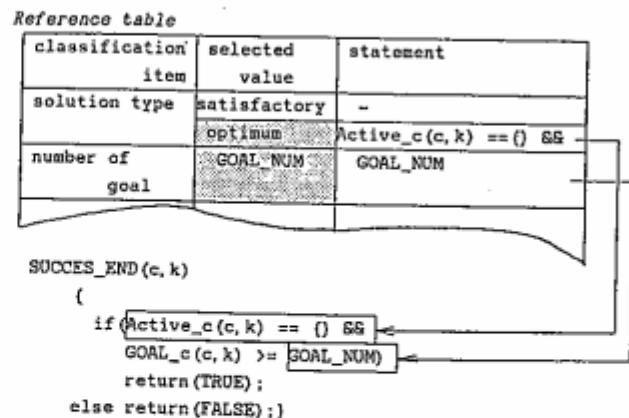 Reference table
classification item selected value statement
solution type satisfactory -
optimum Active_c(c,k) ==() &&
number of goal GOAL_NUM GOAL_NUM
SUCCES_END(c,k)
{
if(Active_c(c,k) == () &&
GOAL_c(c,k) >= GOAL_NUM)
return(TRUE);
else return(FALSE);}